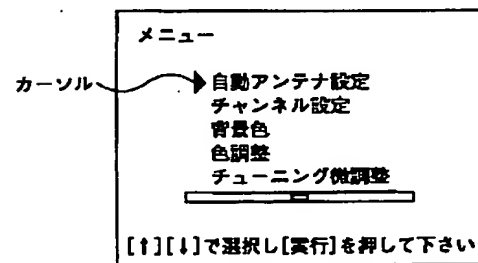 メニュー
カーソル
自動アンテナ設定
チャンネル設定
背景色
色調整
チューニング微調整
[↑][↓]で選択し[実行]を押して下さい